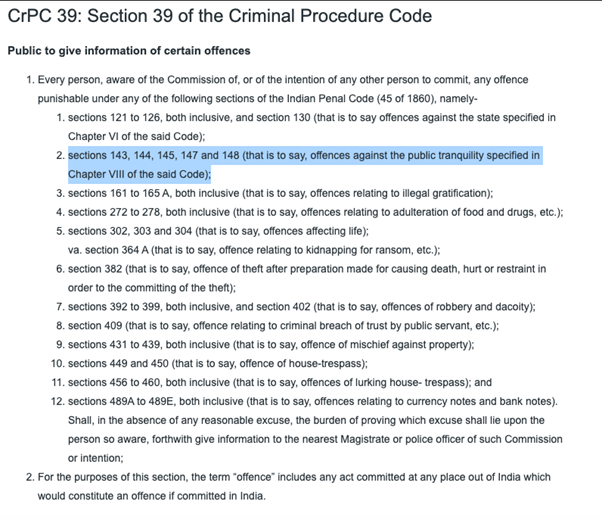 CrPC 39: Section 39 of the Criminal Procedure Code
Public to give information of certain offences
1. Every person, aware of the Commission of, or of the intention of any other person to commit, any offence
punishable under any of the following sections of the Indian Penal Code (45 of 1860), namely-
1. sections 121 to 126, both inclusive, and section 130 (that is to say offences against the state specified in
Chapter VI of the said Code);
2. sections 143, 144, 145, 147 and 148 (that is to say, offences against the public tranquility specified in
Chapter VIII of the said Code);
3. sections 161 to 165 A, both inclusive (that is to say, offences relating to illegal gratification);
4. sections 272 to 278, both inclusive (that is to say, offences relating to adulteration of food and drugs, etc.);
5. sections 302, 303 and 304 (that is to say, offences affecting life);
va. section 364 A (that is to say, offence relating to kidnapping for ransom, etc.);
6. section 382 (that is to say, offence of theft after preparation made for causing death, hurt or restraint in
order to the committing of the theft);
7. sections 392 to 399, both inclusive, and section 402 (that is to say, offences of robbery and dacoity);
8. section 409 (that is to say, offence relating to criminal breach of trust by public servant, etc.);
9. sections 431 to 439, both inclusive (that is to say, offence of mischief against property);
10. sections 449 and 450 (that is to say, offence of house-trespass);
11. sections 456 to 460, both inclusive (that is to say, offences of lurking house- trespass); and
12. sections 489A to 489E, both inclusive (that is to say, offences relating to currency notes and bank notes).
Shall, in the absence of any reasonable excuse, the burden of proving which excuse shall lie upon the
person so aware, forthwith give information to the nearest Magistrate or police officer of such Commission
or intention;
2. For the purposes of this section, the term “offence” includes any act committed at any place out of India which
would constitute an offence if committed in India.